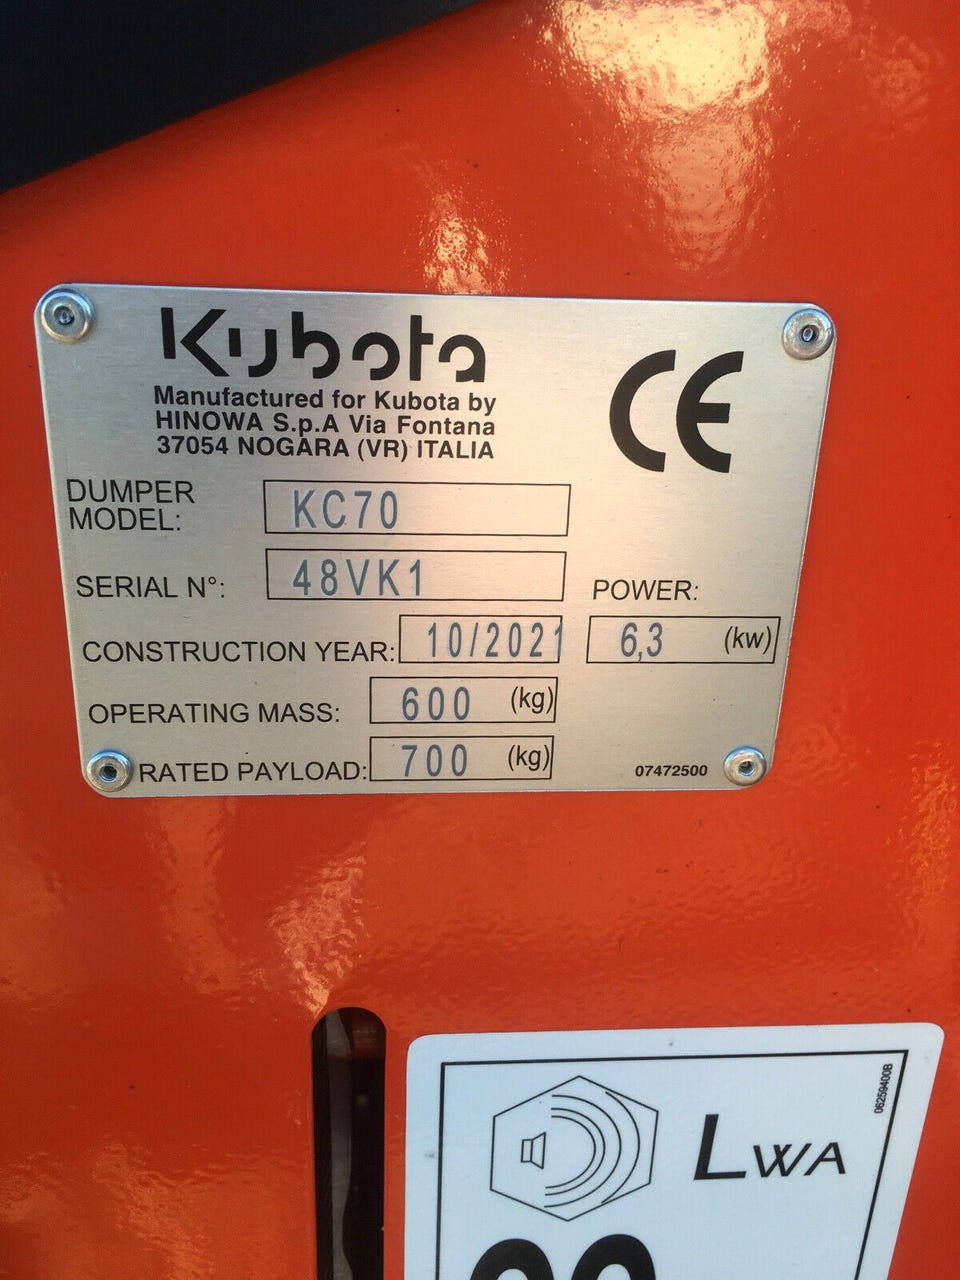 Kubota
Manufactured for Kubota by
HINOWA S.p.A Via Fontana
37054 NOGARA (VR) ITALIA
CE
DUMPER
MODEL: KC70
SERIAL N°: 48VK1
POWER:
CONSTRUCTION YEAR: 10/2021 6,3 (kw)
OPERATING MASS: 600 (kg)
RATED PAYLOAD: 700 (kg)
07472500
06259400B
LWA